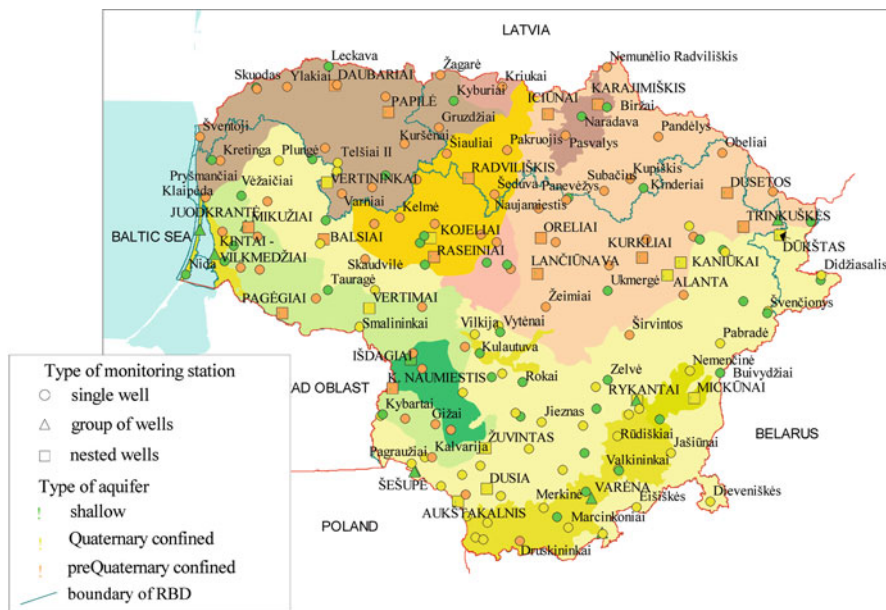 LATVIA
Leckava
Žagarė
Nemunėlio Radviliškis
Skuodas
Ylakiai
DAUBARIAI
Kyburiai
Kriukai
KARAJIMIŠKIS
IČIŪNAI
PAPILĖ
Biržai
Gruzdžiai
Naradava
Šventoji
Kuršėnai
Pakruojis
Pasvalys
Pandėlys
Kretinga
Plungė
Telšiai II
Šiauliai
Obeliai
Pryšmančiai
VERTININKAI
RADVILIŠKIS
Subačius
Kupiškis
Klaipėda
Vėžaičiai
Varniai
Šeduva
Panevėžys
Kinderiai
DUSETOS
JUODKRANTĖ
MIKUŽIAI
Kelmė
Naujamiestis
TRINKUŠKĖS
BALTIC SEA
KINTAI -
BALSIAI
KOJELIAI
ORELIAI
KURKLIAI
DŪKŠTAS
VILKMEDŽIAI
RASEINIAI
KANIŪKAI
Nida
Skaudvilė
LANČIŪNAVA
Didžiasalis
Tauragė
Ukmergė
ALANTA
PAGĖGIAI
VERTIMAI
Žeimiai
Švenčionys
Smalininkai
Vilkija
Vytėnai
Širvintos
Pabradė
IŠDAGIAI
Kulautuva
Nemenčinė
AD OBLAST
K. NAUMIESTIS
Rokai
Zelvė
Buivydžiai
RYKANTAI
MICKŪNAI
Kybartai
Gižai
Jieznas
BELARUS
Rūdiškiai
Pagraužiai
Kalvarija
ŽUVINTAS
Jašiūnai
Valkininkai
ŠEŠUPĖ
DUSIA
VARĖNA
Dieveniškės
Merkinė
Eišiškės
POLAND
AUKŠTAKALNIS
Marcinkoniai
Druskininkai
Type of monitoring station
single well
group of wells
nested wells
Type of aquifer
shallow
Quaternary confined
preQuaternary confined
boundary of RBD